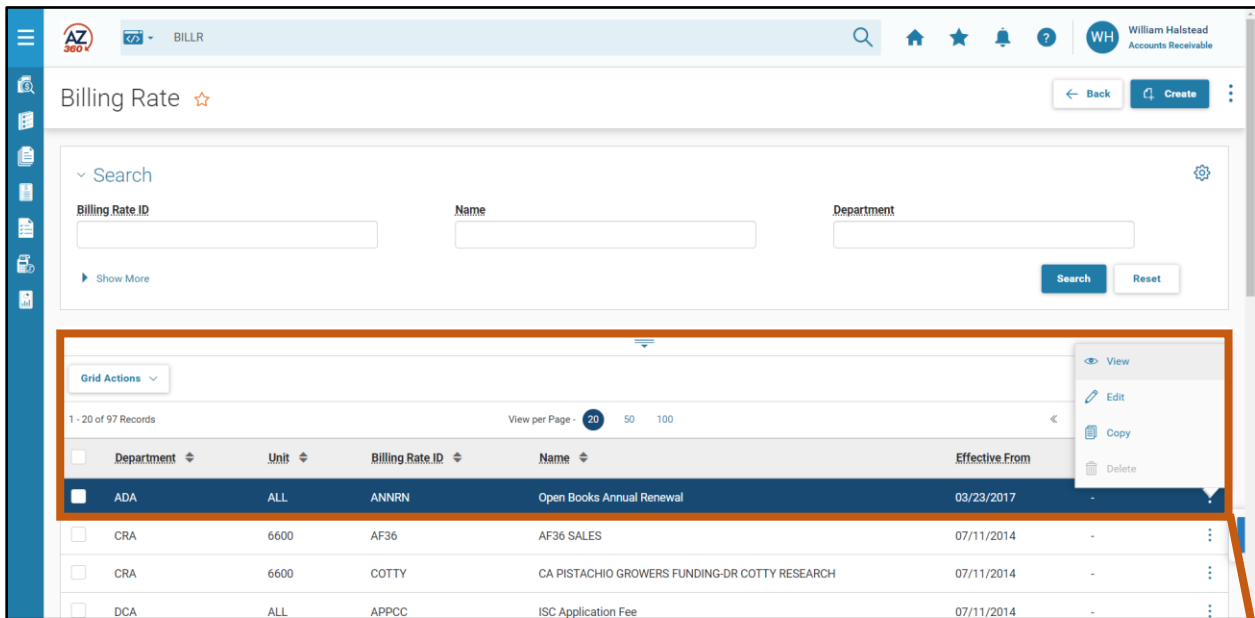 AZ 360 </> BILLR ? WH William Halstead
Accounts Receivable
Billing Rate Back Create
Search
Billing Rate ID Name Department
Show More Search Reset
View
Grid Actions
Edit
1 - 20 of 97 Records View per Page - 20 50 100 «
Copy
Department Unit Billing Rate ID Name Effective From
Delete
ADA ALL ANNRN Open Books Annual Renewal 03/23/2017 -
CRA 6600 AF36 AF36 SALES 07/11/2014 -
CRA 6600 COTTY CA PISTACHIO GROWERS FUNDING-DR COTTY RESEARCH 07/11/2014 -
DCA ALL APPCC ISC Application Fee 07/11/2014 -